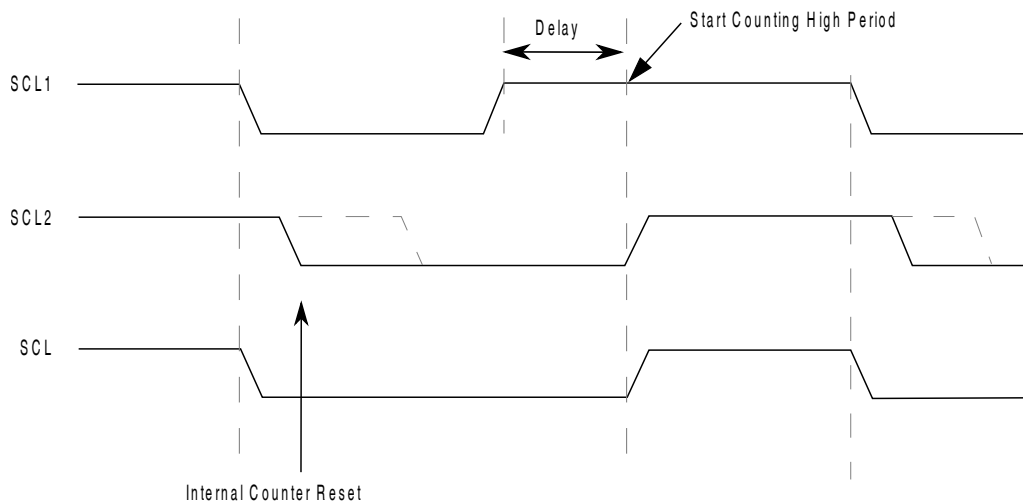 Start Counting High Period
Delay
SCL1
SCL2
SCL
Internal Counter Reset